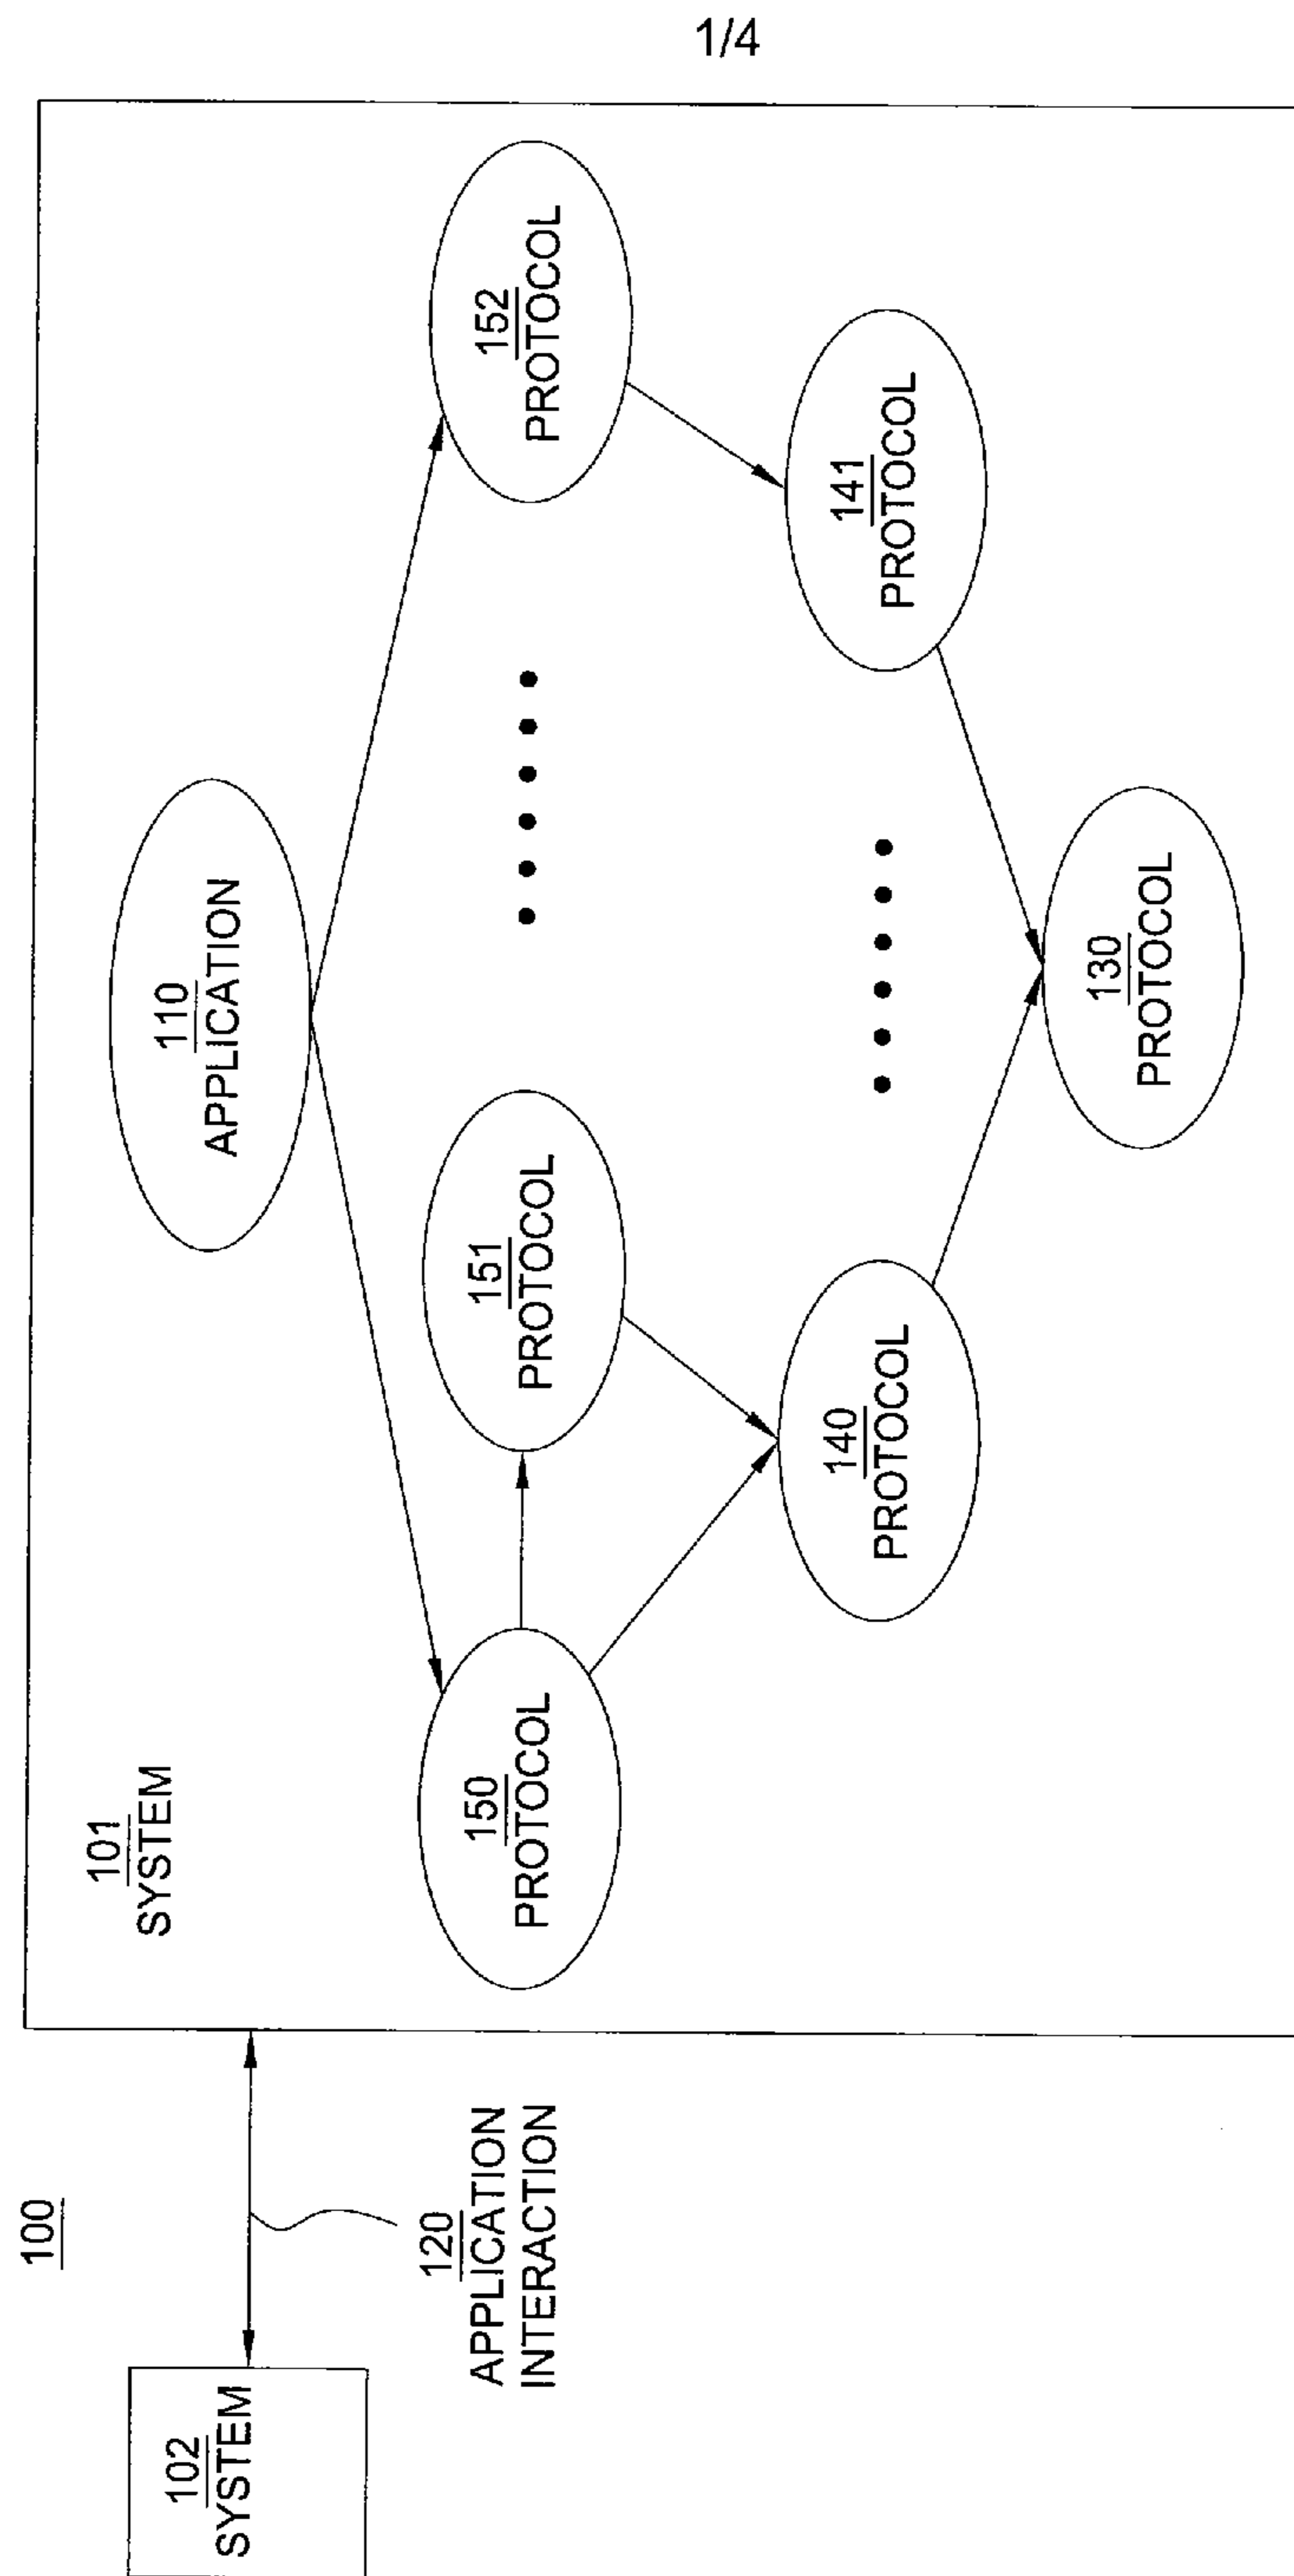 1/4
100
102
SYSTEM
120
APPLICATION
INTERACTION
101
SYSTEM
110
APPLICATION
150
PROTOCOL
151
PROTOCOL
152
PROTOCOL
140
PROTOCOL
141
PROTOCOL
130
PROTOCOL